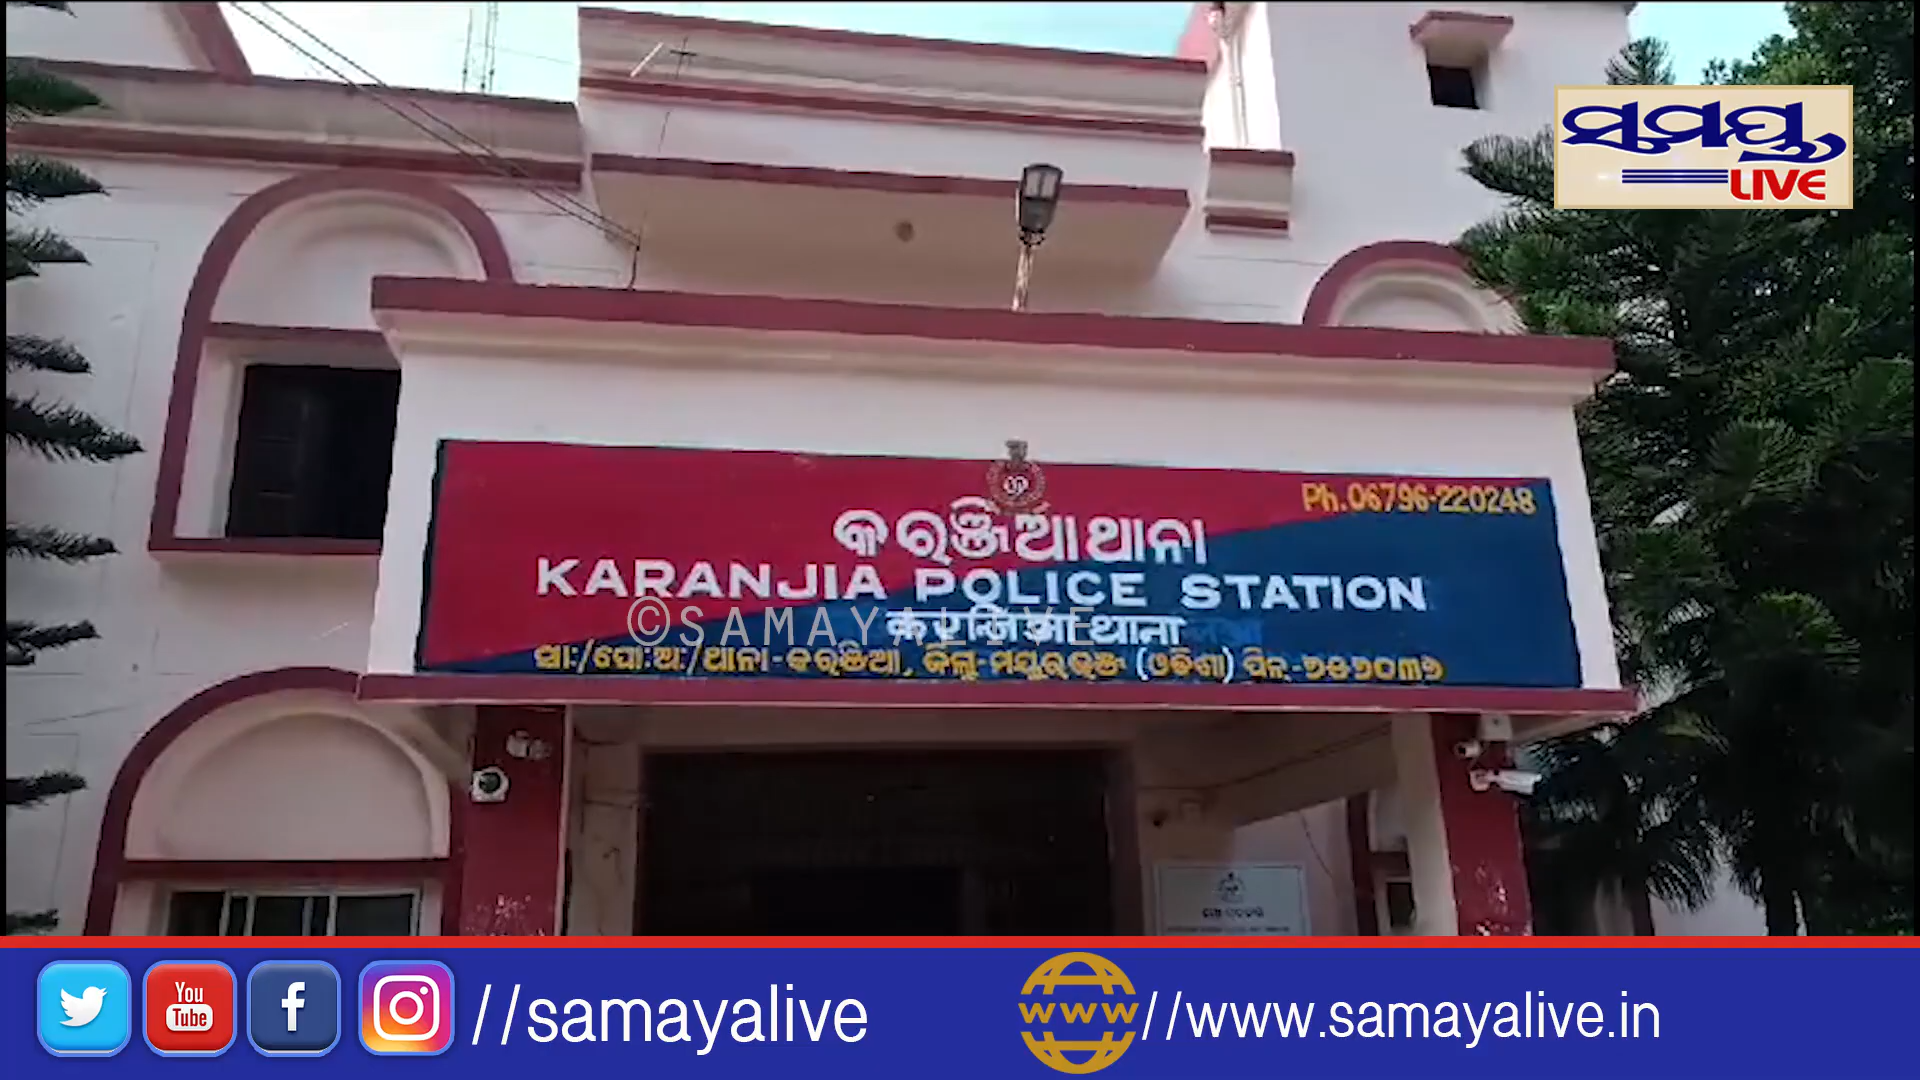 ସମୟ
LIVE
Ph.06796-220248
କରଞ୍ଜିଆ ଥାନା
KARANJIA POLICE STATION
©SAMAYALIVE
ସା:/ପୋ:ଅ:/ଥାନା-କରଞ୍ଜିଆ, ଜିଲ୍ଲା-ମୟୁରଭଞ୍ଜ (ଓଡିଶା) ପିନ୍-୭୫୭୦୩୭
You
Tube
//samayalive
www//www.samayalive.in